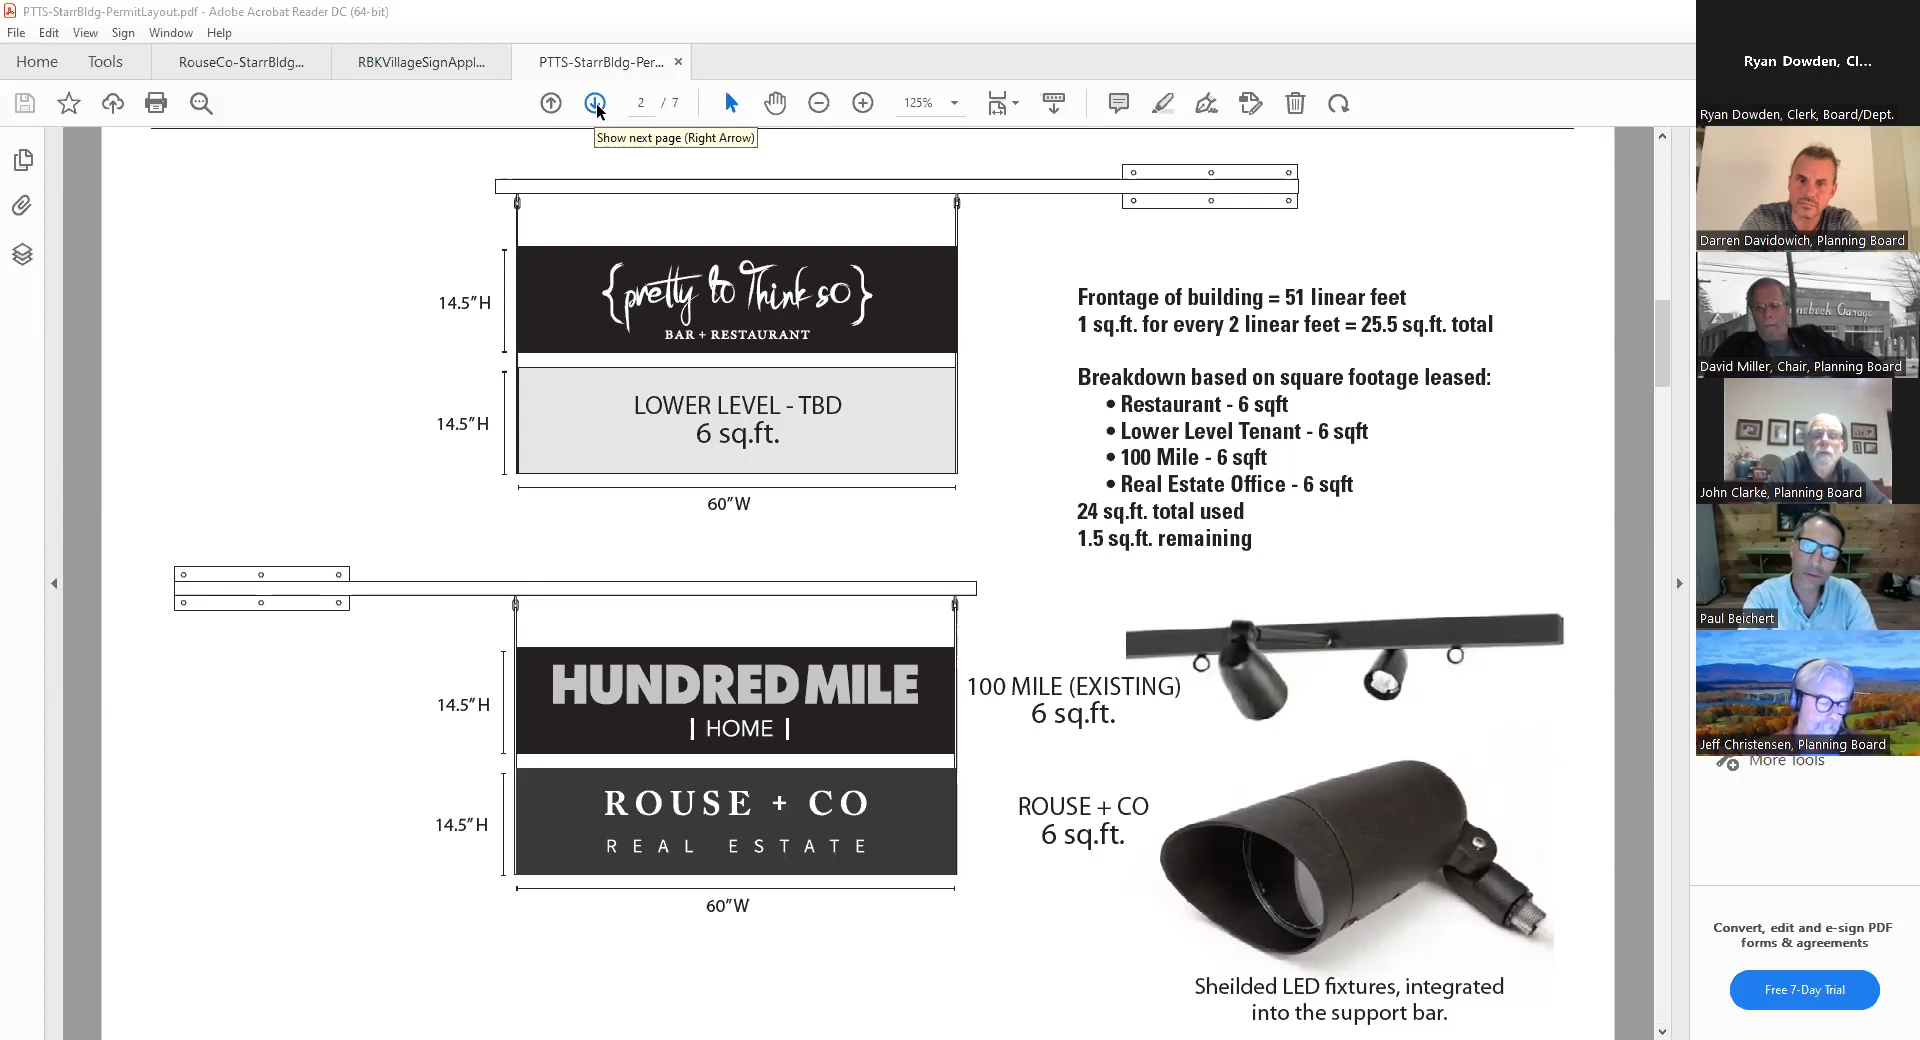 PTTS-StarrBldg-PermitLayout.pdf - Adobe Acrobat Reader DC (64-bit)
File Edit View Sign Window Help
Home Tools RouseCo-StarrBldg... RBKVillageSignAppl... PTTS-StarrBldg-Per... ×
2 / 7 125%
Show next page (Right Arrow)
14.5”H
{pretty to Think so}
BAR + RESTAURANT
14.5”H
LOWER LEVEL - TBD
6 sq.ft.
60”W
Frontage of building = 51 linear feet
1 sq.ft. for every 2 linear feet = 25.5 sq.ft. total
Breakdown based on square footage leased:
• Restaurant - 6 sqft
• Lower Level Tenant - 6 sqft
• 100 Mile - 6 sqft
• Real Estate Office - 6 sqft
24 sq.ft. total used
1.5 sq.ft. remaining
14.5”H
HUNDRED MILE
| HOME |
100 MILE (EXISTING)
6 sq.ft.
14.5”H
ROUSE + CO
REAL ESTATE
ROUSE + CO
6 sq.ft.
60”W
Sheilded LED fixtures, integrated
into the support bar.
Ryan Dowden, Cl...
Ryan Dowden, Clerk, Board/Dept.
Darren Davidowich, Planning Board
Garage
David Miller, Chair, Planning Board
John Clarke, Planning Board
Paul Beichert
Jeff Christensen, Planning Board
More Tools
Convert, edit and e-sign PDF
forms & agreements
Free 7-Day Trial